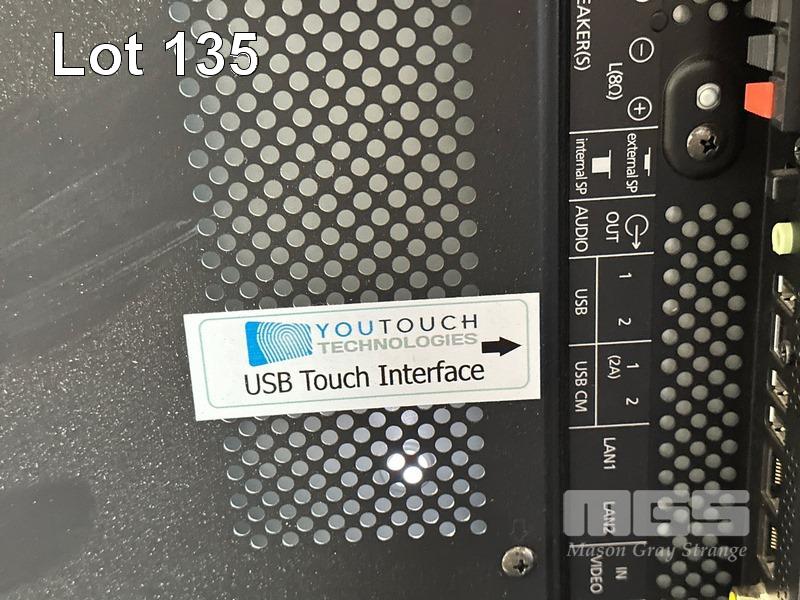 Lot 135
EAKER(S)
L(8Ω)
internal SP
external SP
AUDIO
OUT
USB
1
2
USB CM
(2A)
1
2
LAN1
LAN2
VIDEO
IN
YOUTOUCH
TECHNOLOGIES
USB Touch Interface
MGS
Mason Gray Strange